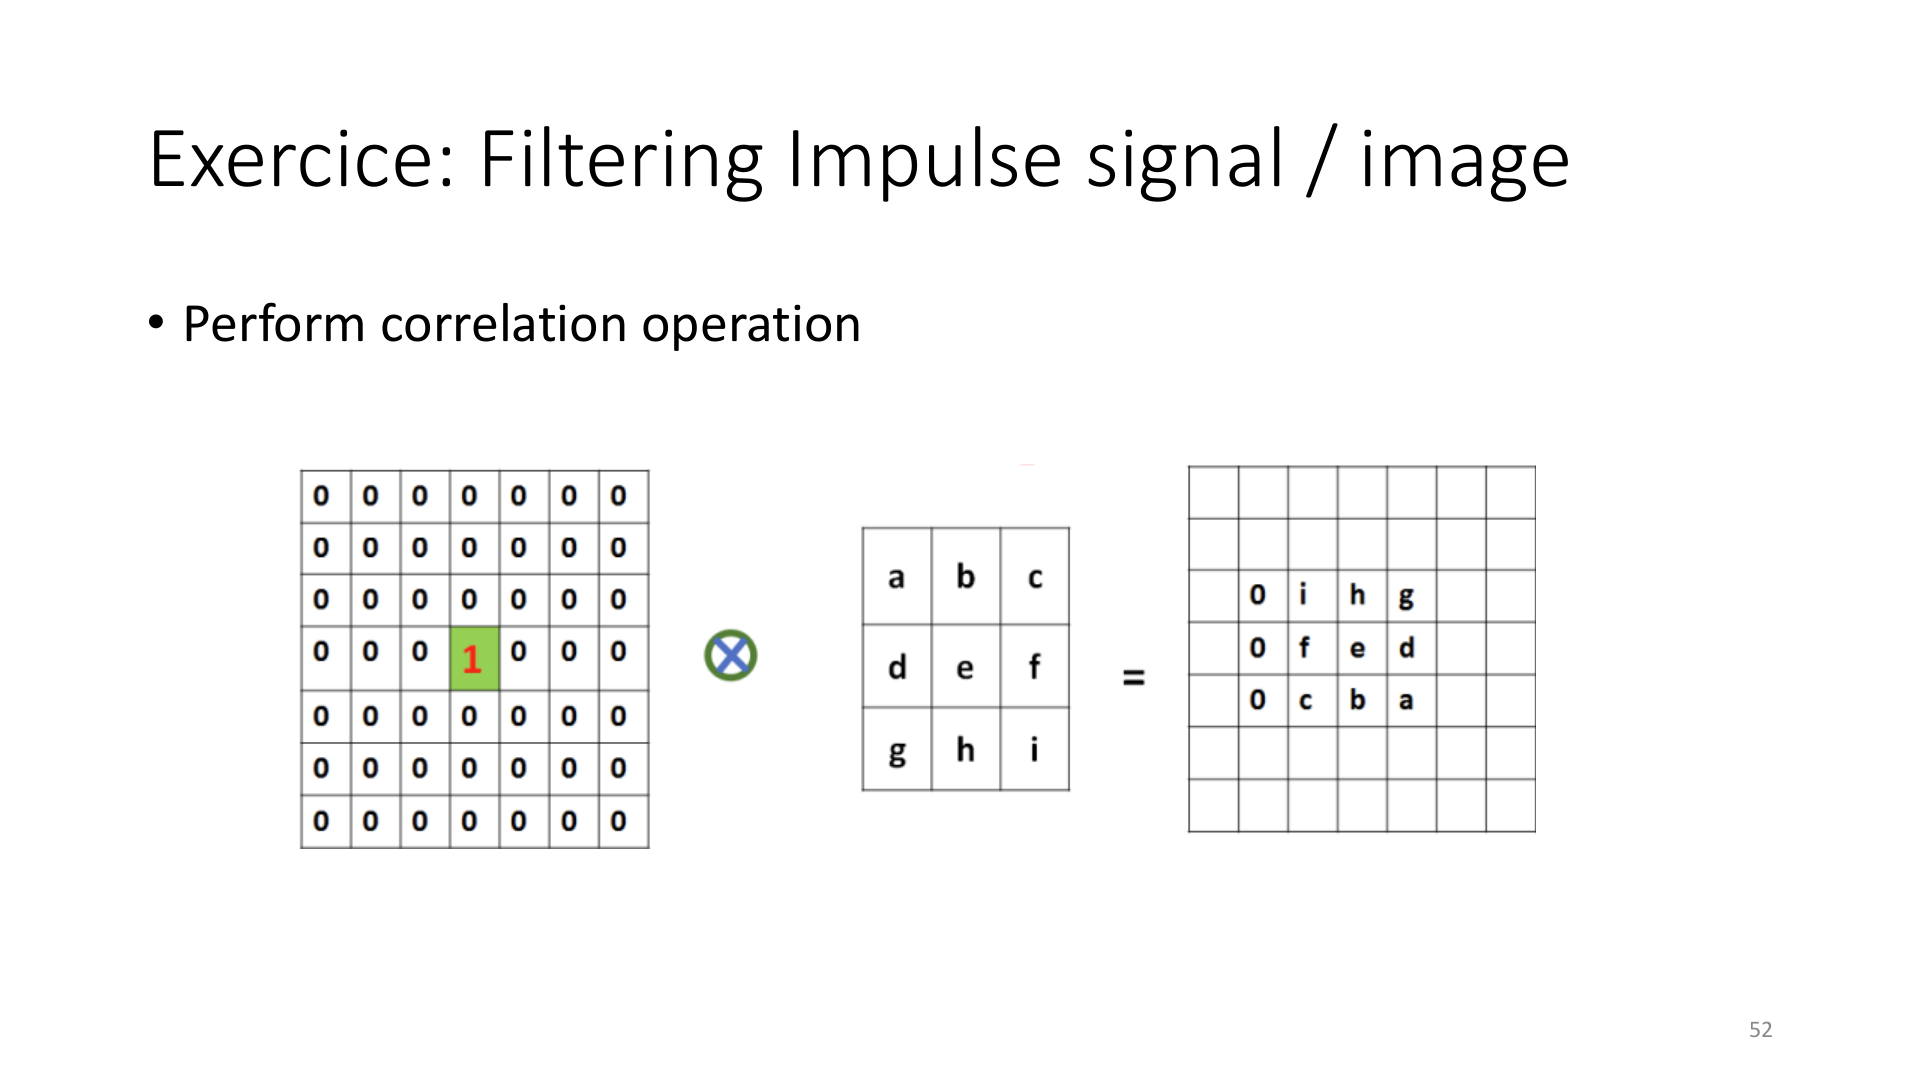 Exercice: Filtering Impulse signal / image
• Perform correlation operation
0 0 0 0 0 0 0
0 0 0 0 0 0 0
0 0 0 0 0 0 0
0 0 0 1 0 0 0
0 0 0 0 0 0 0
0 0 0 0 0 0 0
0 0 0 0 0 0 0
a b c
d e f
g h i
=
0 i h g
0 f e d
0 c b a
52